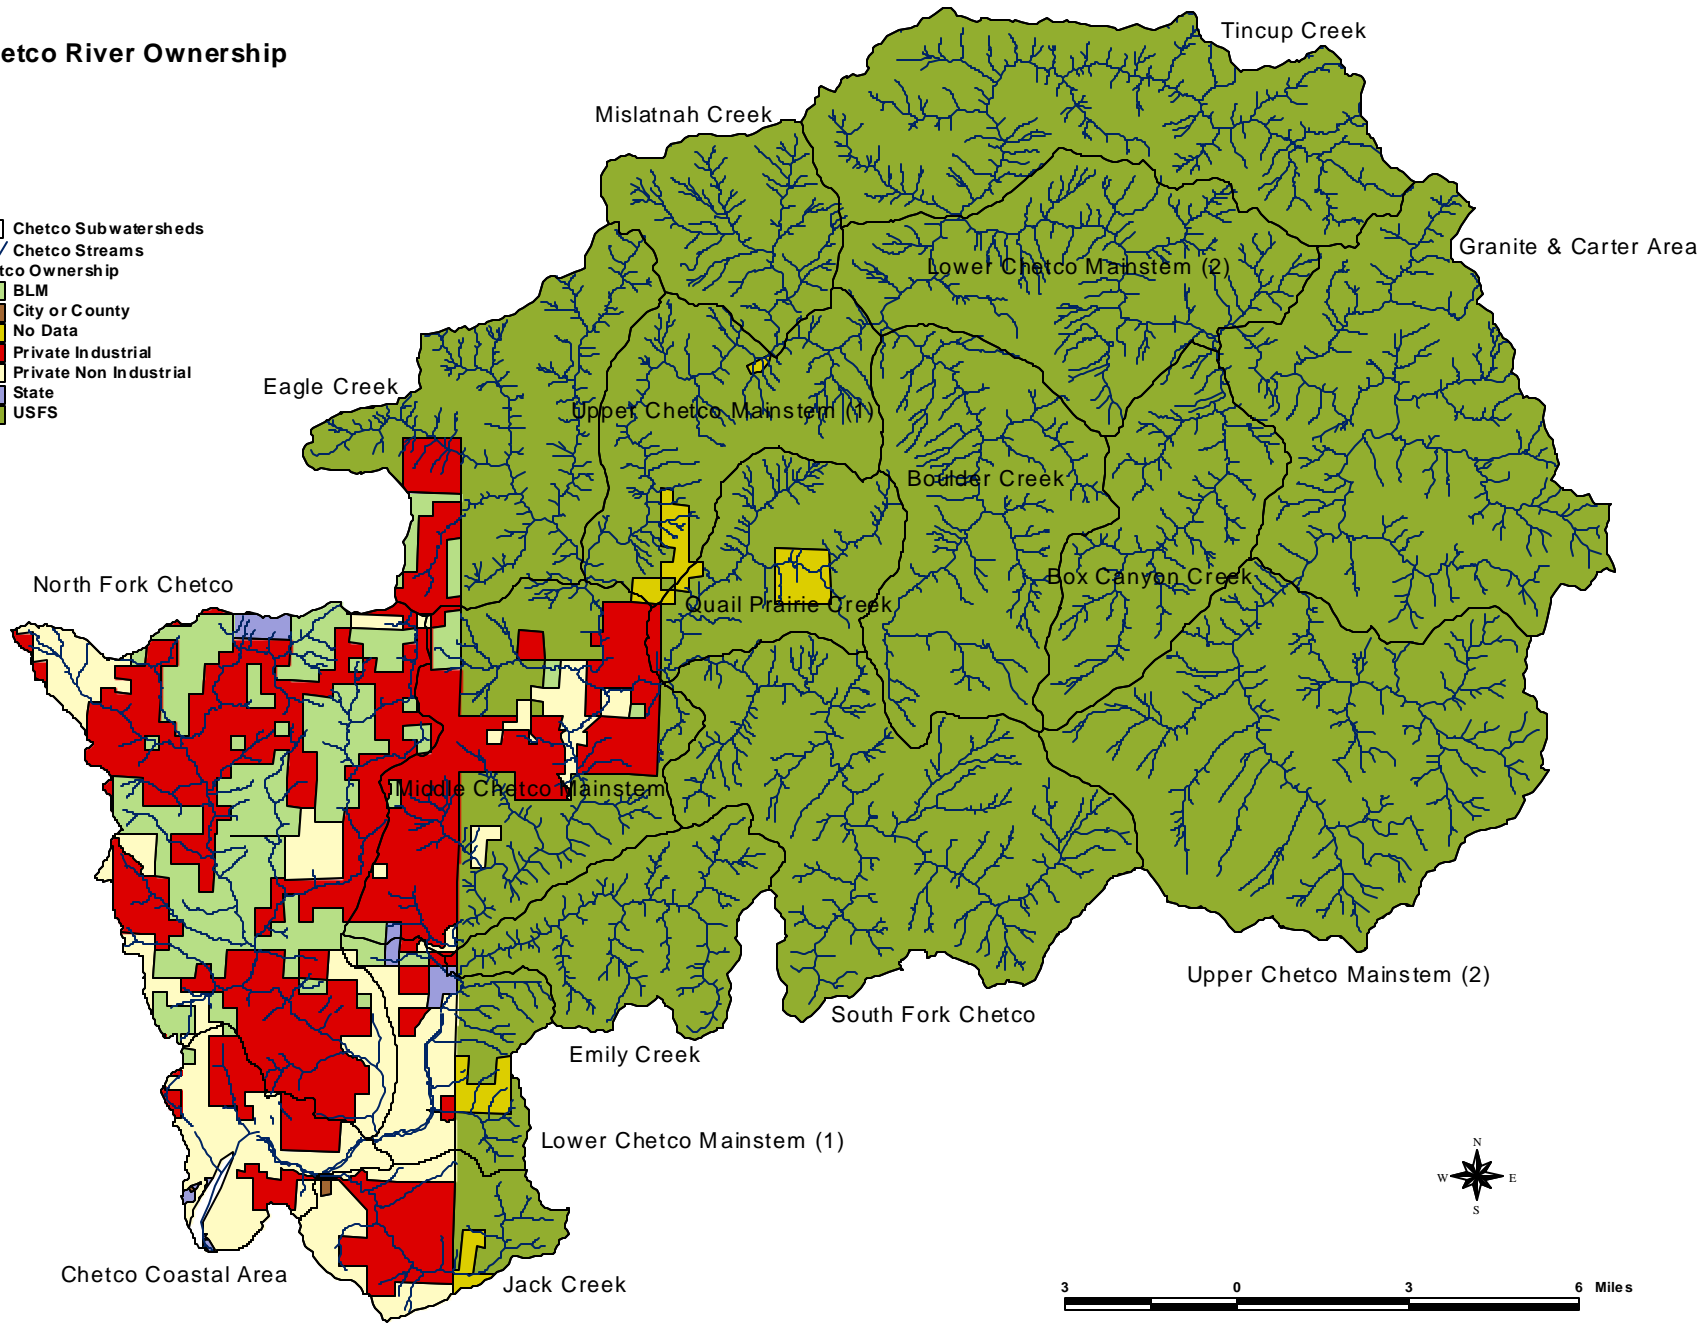 etco River Ownership
Tincup Creek
Mislatnah Creek
Chetco Subwatersheds
Chetco Streams
tco Ownership
BLM
City or County
No Data
Private Industrial
Private Non Industrial
State
USFS
Granite & Carter Area
Lower Chetco Mainstem (2)
Eagle Creek
Upper Chetco Mainstem (1)
Boulder Creek
North Fork Chetco
Box Canyon Creek
Quail Prairie Creek
Middle Chetco Mainstem
Upper Chetco Mainstem (2)
South Fork Chetco
Emily Creek
Lower Chetco Mainstem (1)
N
W E
S
Chetco Coastal Area
Jack Creek
3 0 3 6 Miles